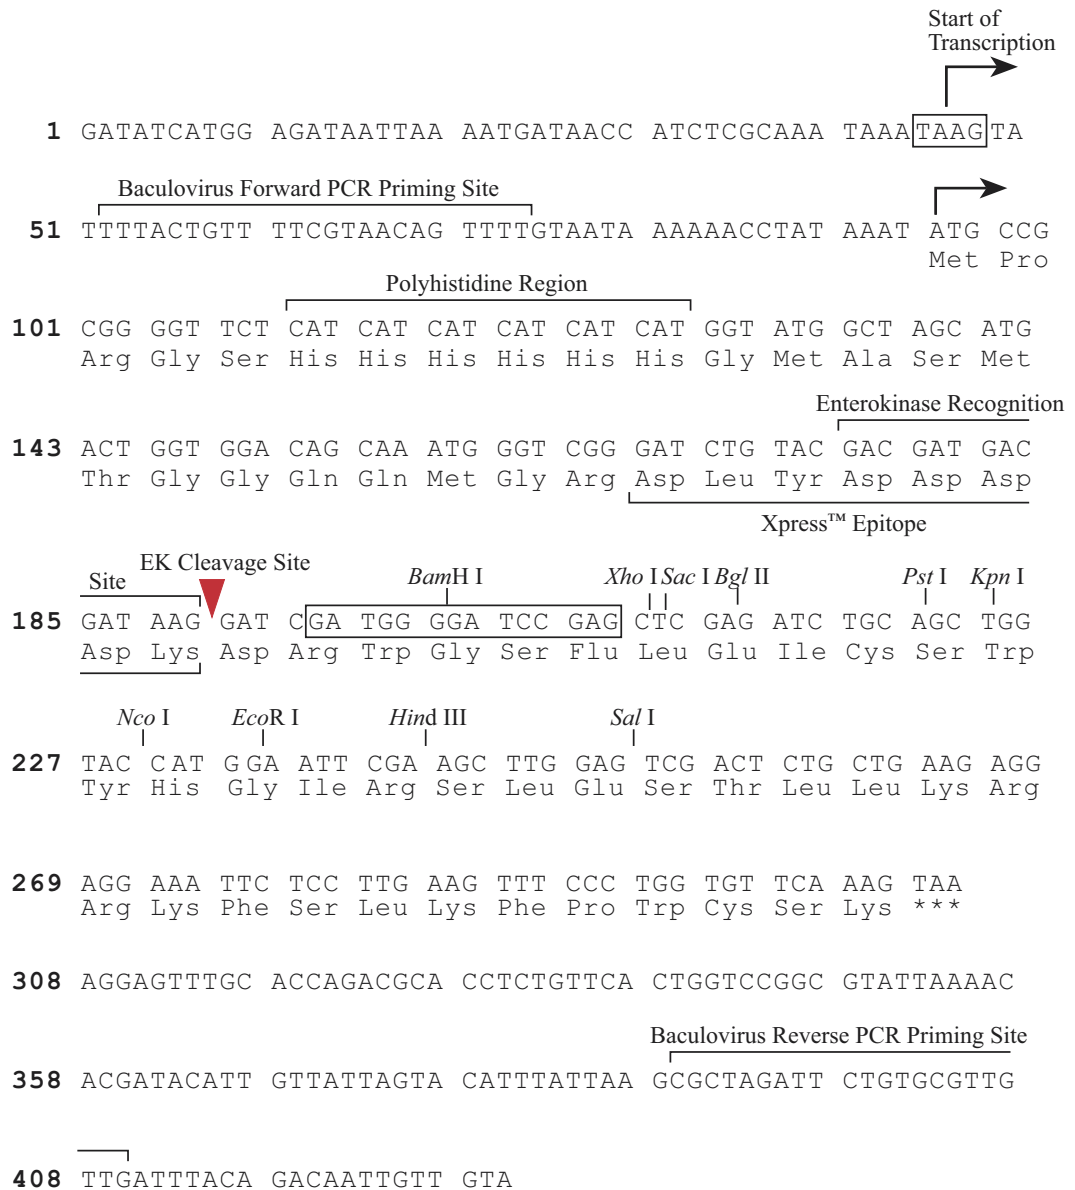 Start of
Transcription
1 GATATCATGG AGATAATTAA AATGATAACC ATCTCGCAAA TAAATAAGTA
Baculovirus Forward PCR Priming Site
51 TTTTACTGTT TTCGTAACAG TTTTGTAATA AAAAACCTAT AAAT ATG CCG
Met Pro
Polyhistidine Region
101 CGG GGT TCT CAT CAT CAT CAT CAT CAT GGT ATG GCT AGC ATG
Arg Gly Ser His His His His His His Gly Met Ala Ser Met
Enterokinase Recognition
143 ACT GGT GGA CAG CAA ATG GGT CGG GAT CTG TAC GAC GAT GAC
Thr Gly Gly Gln Gln Met Gly Arg Asp Leu Tyr Asp Asp Asp
Xpress™ Epitope
Site EK Cleavage Site BamH I Xho I Sac I Bgl II Pst I Kpn I
185 GAT AAG GAT CGA TGG GGA TCC GAG CTC GAG ATC TGC AGC TGG
Asp Lys Asp Arg Trp Gly Ser Flu Leu Glu Ile Cys Ser Trp
Nco I EcoR I Hind III Sal I
227 TAC CAT GGA ATT CGA AGC TTG GAG TCG ACT CTG CTG AAG AGG
Tyr His Gly Ile Arg Ser Leu Glu Ser Thr Leu Leu Lys Arg
269 AGG AAA TTC TCC TTG AAG TTT CCC TGG TGT TCA AAG TAA
Arg Lys Phe Ser Leu Lys Phe Pro Trp Cys Ser Lys ***
308 AGGAGTTTGC ACCAGACGCA CCTCTGTTCA CTGGTCCGGC GTATTAAAAC
Baculovirus Reverse PCR Priming Site
358 ACGATACATT GTTATTAGTA CATTTATTAA GCGCTAGATT CTGTGCGTTG
408 TTGATTTACA GACAATTGTT GTA